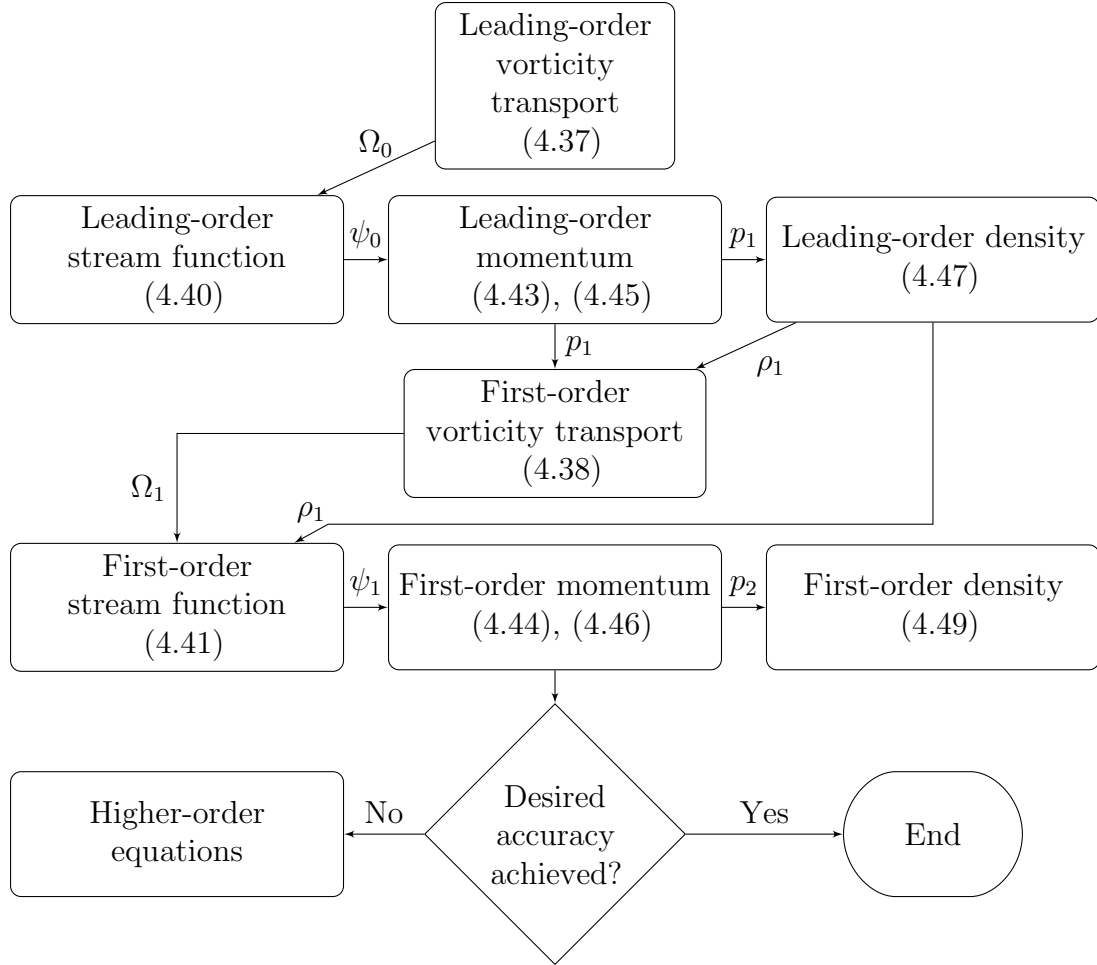 Leading-order
vorticity
transport
(4.37)
Ω₀
Leading-order
stream function
(4.40)
ψ₀
Leading-order
momentum
(4.43), (4.45)
p₁
Leading-order density
(4.47)
p₁
ρ₁
First-order
vorticity transport
(4.38)
Ω₁
ρ₁
First-order
stream function
(4.41)
ψ₁
First-order momentum
(4.44), (4.46)
p₂
First-order density
(4.49)
Higher-order
equations
No
Desired
accuracy
achieved?
Yes
End